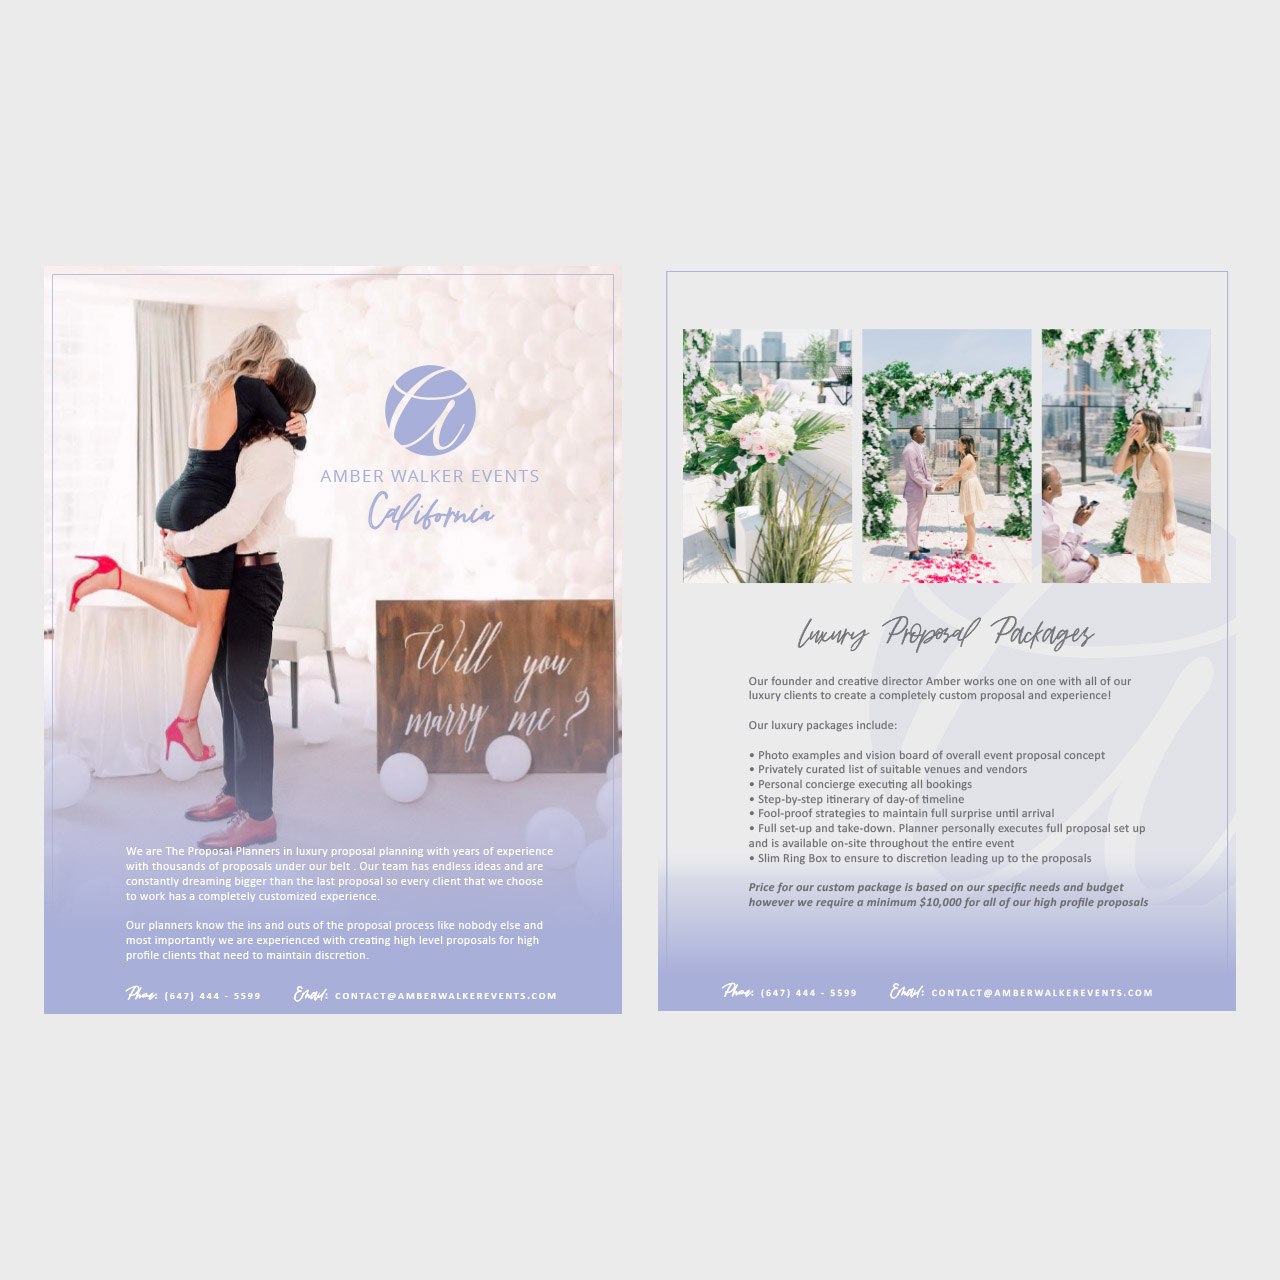 AMBER WALKER EVENTS
California
Will you
marry me?
We are The Proposal Planners in luxury proposal planning with years of experience
with thousands of proposals under our belt . Our team has endless ideas and are
constantly dreaming bigger than the last proposal so every client that we choose
to work has a completely customized experience.
Our planners know the ins and outs of the proposal process like nobody else and
most importantly we are experienced with creating high level proposals for high
profile clients that need to maintain discretion.
Phone: (647) 444 - 5599 Email: CONTACT@AMBERWALKEREVENTS.COM
Luxury Proposal Packages
Our founder and creative director Amber works one on one with all of our
luxury clients to create a completely custom proposal and experience!
Our luxury packages include:
• Photo examples and vision board of overall event proposal concept
• Privately curated list of suitable venues and vendors
• Personal concierge executing all bookings
• Step-by-step itinerary of day-of timeline
• Fool-proof strategies to maintain full surprise until arrival
• Full set-up and take-down. Planner personally executes full proposal set up
and is available on-site throughout the entire event
• Slim Ring Box to ensure to discretion leading up to the proposals
Price for our custom package is based on our specific needs and budget
however we require a minimum $10,000 for all of our high profile proposals
Phone: (647) 444 - 5599 Email: CONTACT@AMBERWALKEREVENTS.COM